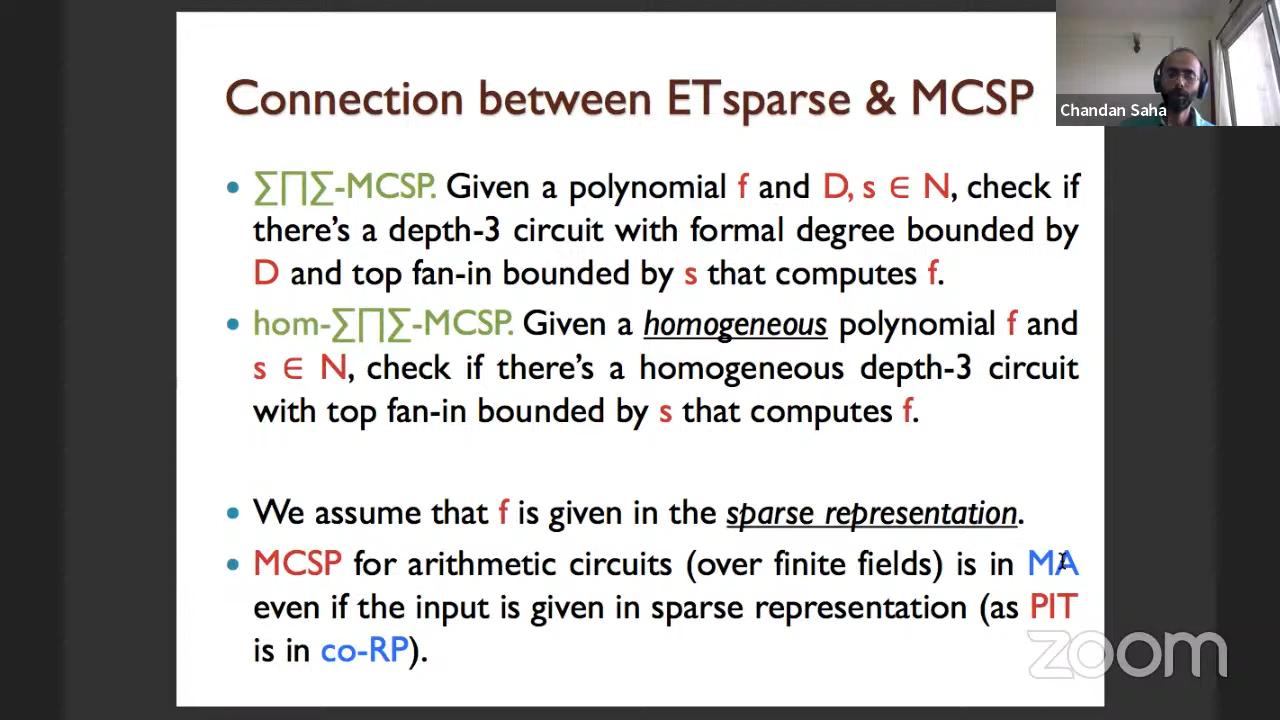 Connection between ETsparse & MCSP
Chandan Saha
• ∑∏∑-MCSP. Given a polynomial f and D, s ∈ N, check if
there's a depth-3 circuit with formal degree bounded by
D and top fan-in bounded by s that computes f.
• hom-∑∏∑-MCSP. Given a homogeneous polynomial f and
s ∈ N, check if there's a homogeneous depth-3 circuit
with top fan-in bounded by s that computes f.
• We assume that f is given in the sparse representation.
• MCSP for arithmetic circuits (over finite fields) is in MA
even if the input is given in sparse representation (as PIT
is in co-RP).
zoom